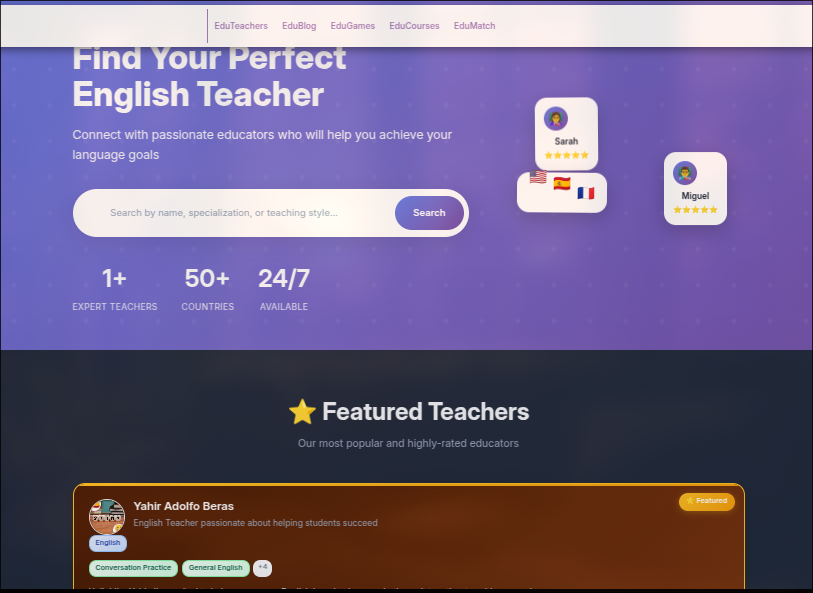 EduTeachers EduBlog EduGames EduCourses EduMatch
Find Your Perfect
English Teacher
Connect with passionate educators who will help you achieve your
language goals
Search by name, specialization, or teaching style...
Search
1+
EXPERT TEACHERS
50+
COUNTRIES
24/7
AVAILABLE
Sarah
Miguel
Featured Teachers
Our most popular and highly-rated educators
Featured
Yahir Adolfo Beras
English Teacher passionate about helping students succeed
English
Conversation Practice
General English
+4